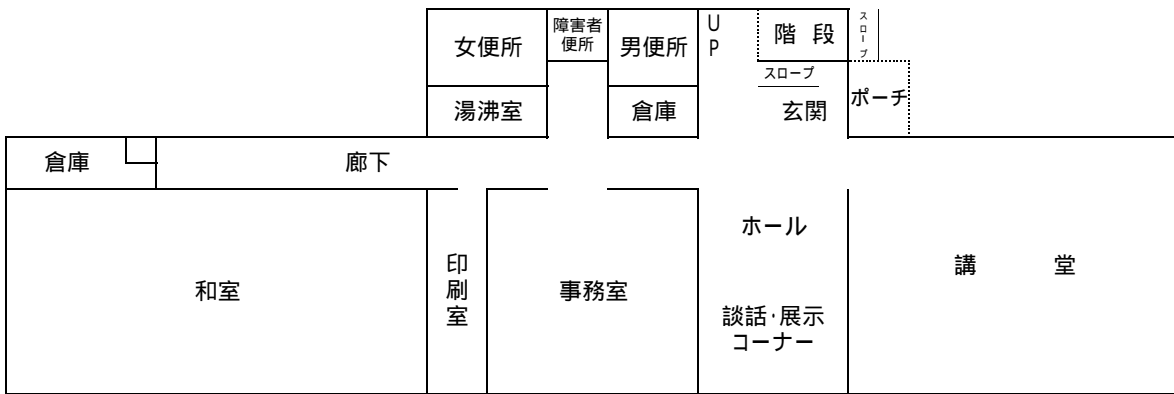 女便所
障害者
便所
男便所
UP
階 段
スロープ
スロープ
湯沸室
倉庫
玄関
ポーチ
倉庫
廊下
ホール
和室
印刷室
事務室
講 堂
談話・展示
コーナー